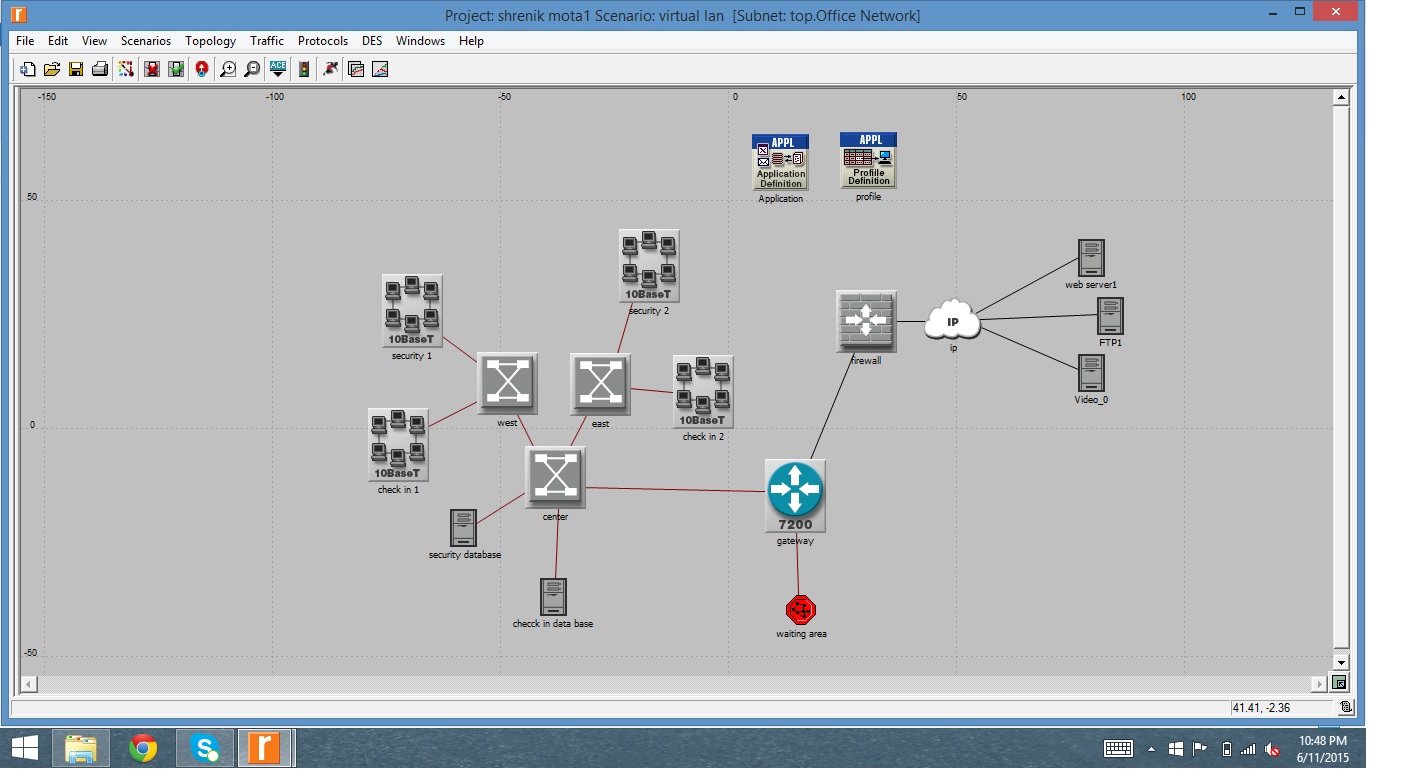 Project: shrenik mota1 Scenario: virtual lan [Subnet: top.Office Network]
File Edit View Scenarios Topology Traffic Protocols DES Windows Help
ACE
-150 -100 -50 0 50 100
APPL
Application
Definition
Application
APPL
Profile
Definition
profile
50
10BaseT
security 2
10BaseT
security 1
web server1
FTP1
IP
ip
firewall
Video_0
west
east
10BaseT
check in 2
0
10BaseT
check in 1
center
7200
gateway
security database
checck in data base
waiting area
-50
41.41, -2.36
10:48 PM
6/11/2015